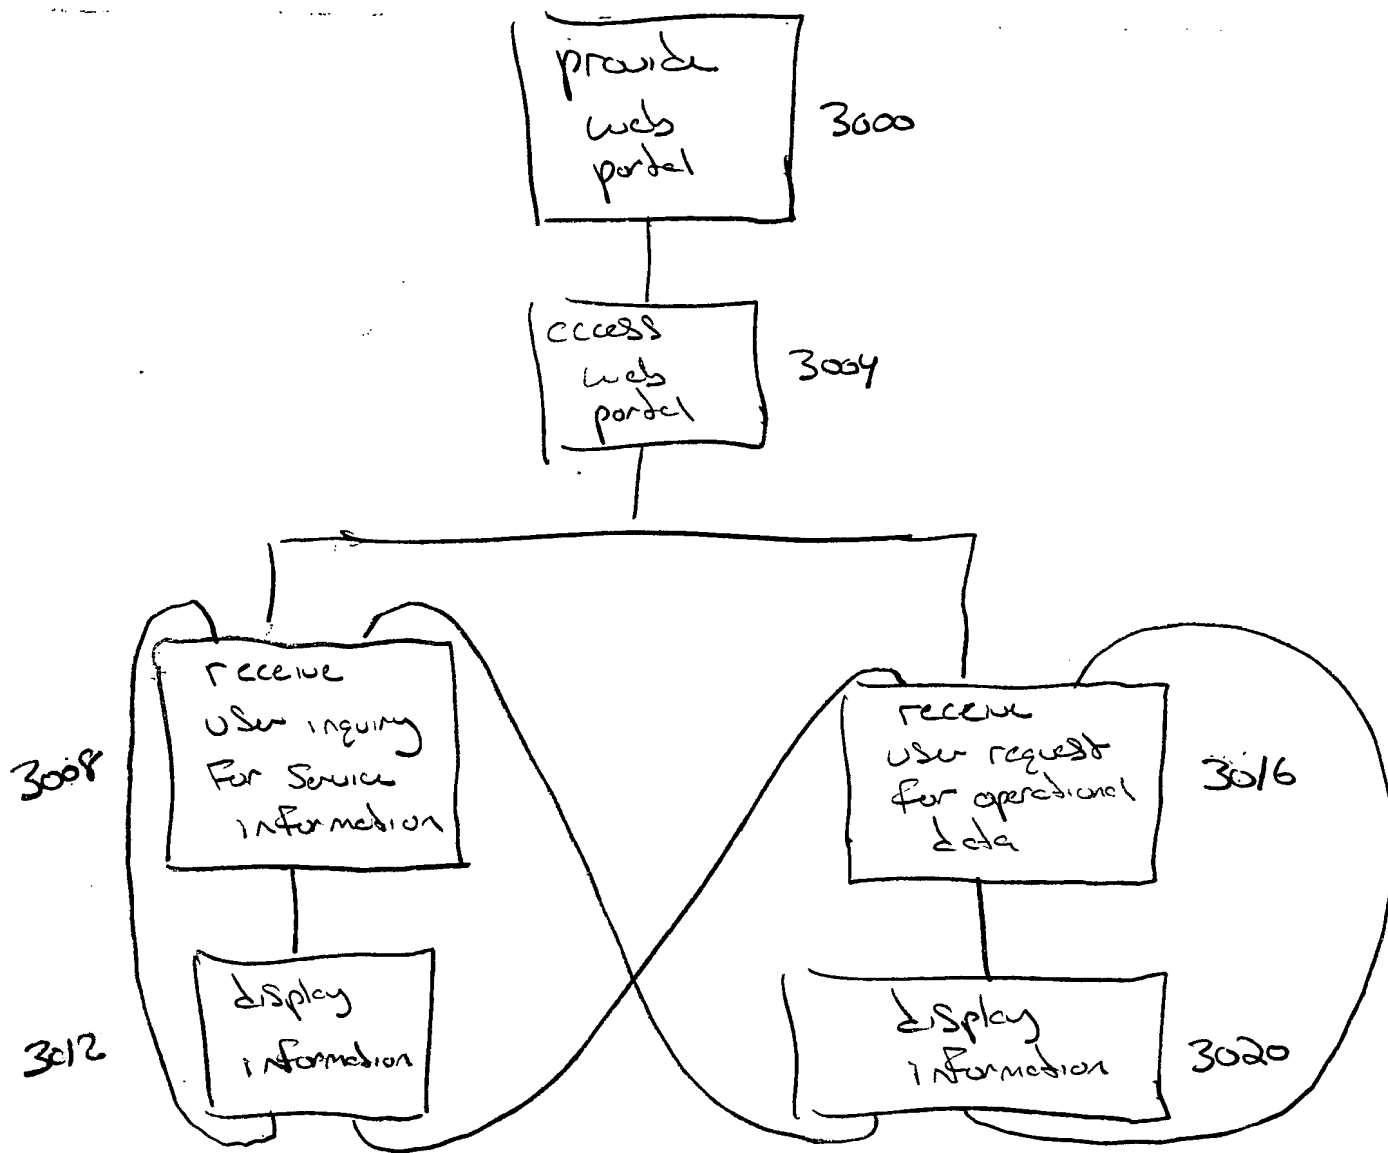 provide
web
portal
3000
access
web
portal
3004
receive
user inquiry
For Service
information
3008
receive
user request
for operational
data
3016
display
information
3012
display
information
3020